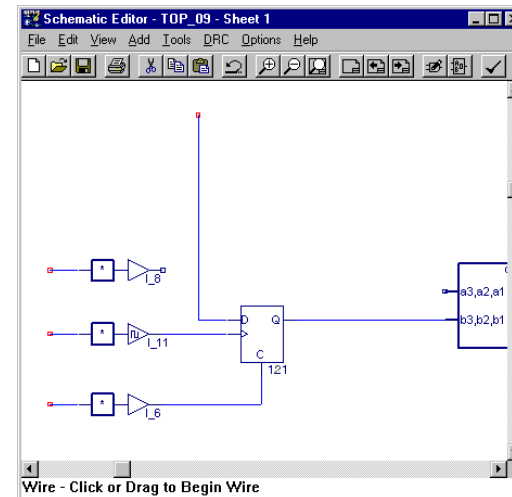 Schematic Editor - TOP_09 - Sheet 1
File Edit View Add Tools DRC Options Help
* I_8
a3,a2,a1
D Q
b3,b2,b1
* I_11
C
121
* I_6
Wire - Click or Drag to Begin Wire